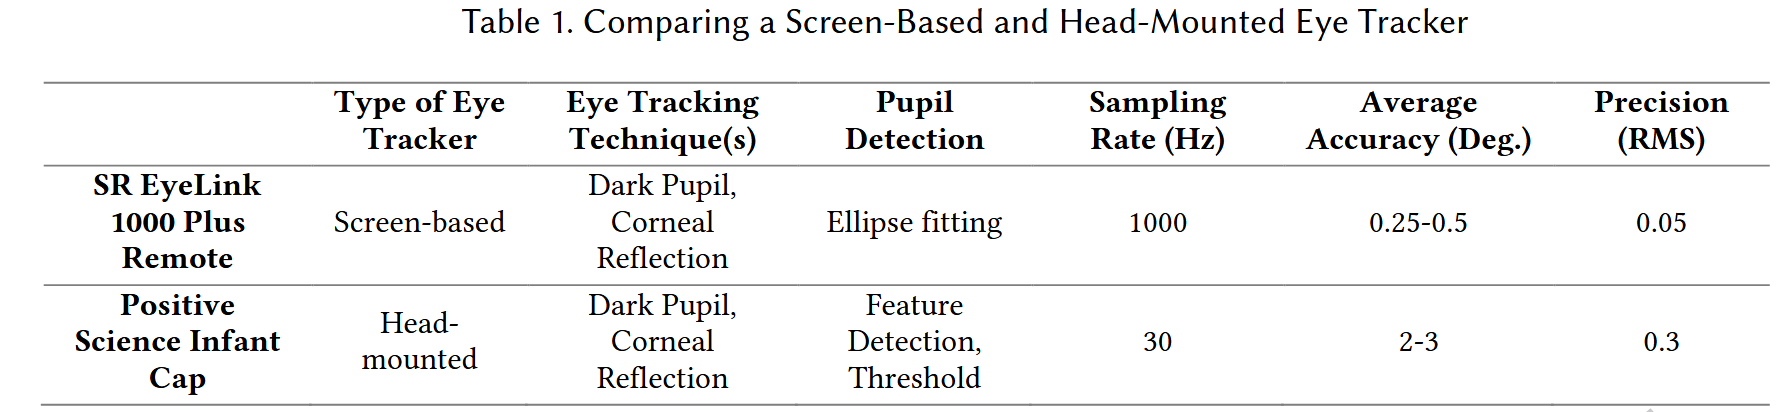 Table 1. Comparing a Screen-Based and Head-Mounted Eye Tracker
Type of Eye Tracker
Eye Tracking Technique(s)
Pupil Detection
Sampling Rate (Hz)
Average Accuracy (Deg.)
Precision (RMS)
SR EyeLink 1000 Plus Remote
Screen-based
Dark Pupil, Corneal Reflection
Ellipse fitting
1000
0.25-0.5
0.05
Positive Science Infant Cap
Head-mounted
Dark Pupil, Corneal Reflection
Feature Detection, Threshold
30
2-3
0.3